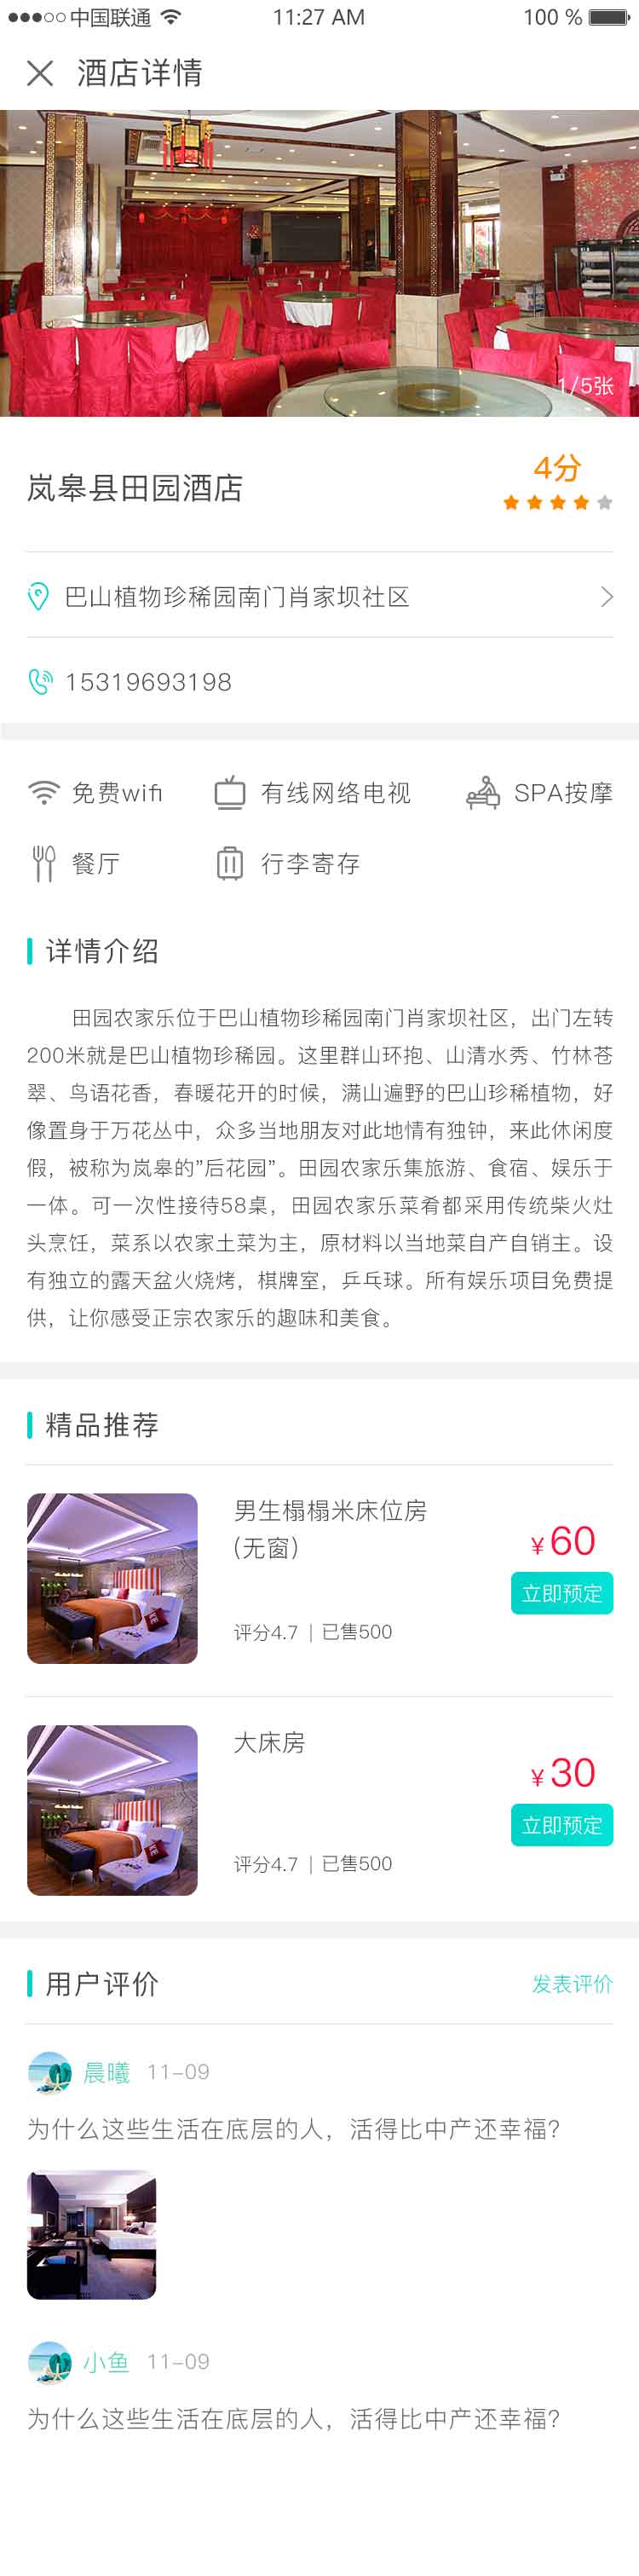 中国联通 11:27 AM 100 %
酒店详情
1/5张
岚皋县田园酒店
4分
巴山植物珍稀园南门肖家坝社区
15319693198
免费wifi 有线网络电视 SPA按摩
餐厅 行李寄存
详情介绍
田园农家乐位于巴山植物珍稀园南门肖家坝社区，出门左转
200米就是巴山植物珍稀园。这里群山环抱、山清水秀、竹林苍
翠、鸟语花香，春暖花开的时候，满山遍野的巴山珍稀植物，好
像置身于万花丛中，众多当地朋友对此地情有独钟，来此休闲度
假，被称为岚皋的"后花园"。田园农家乐集旅游、食宿、娱乐于
一体。可一次性接待58桌，田园农家乐菜肴都采用传统柴火灶
头烹饪，菜系以农家土菜为主，原材料以当地菜自产自销主。设
有独立的露天盆火烧烤，棋牌室，乒乓球。所有娱乐项目免费提
供，让你感受正宗农家乐的趣味和美食。
精品推荐
男生榻榻米床位房
(无窗)
¥60
立即预定
评分4.7 | 已售500
大床房
¥30
立即预定
评分4.7 | 已售500
用户评价 发表评价
晨曦 11-09
为什么这些生活在底层的人，活得比中产还幸福？
小鱼 11-09
为什么这些生活在底层的人，活得比中产还幸福？